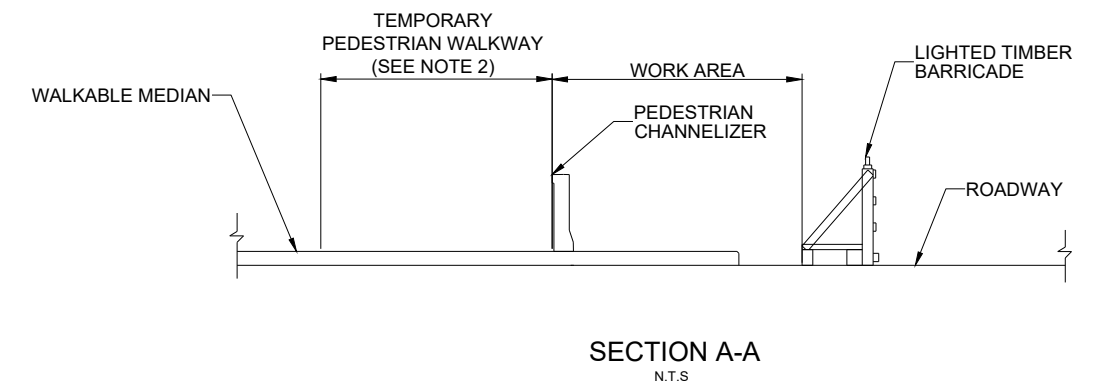 TEMPORARY
PEDESTRIAN WALKWAY
(SEE NOTE 2)
WORK AREA
LIGHTED TIMBER
BARRICADE
WALKABLE MEDIAN
PEDESTRIAN
CHANNELIZER
ROADWAY
SECTION A-A
N.T.S